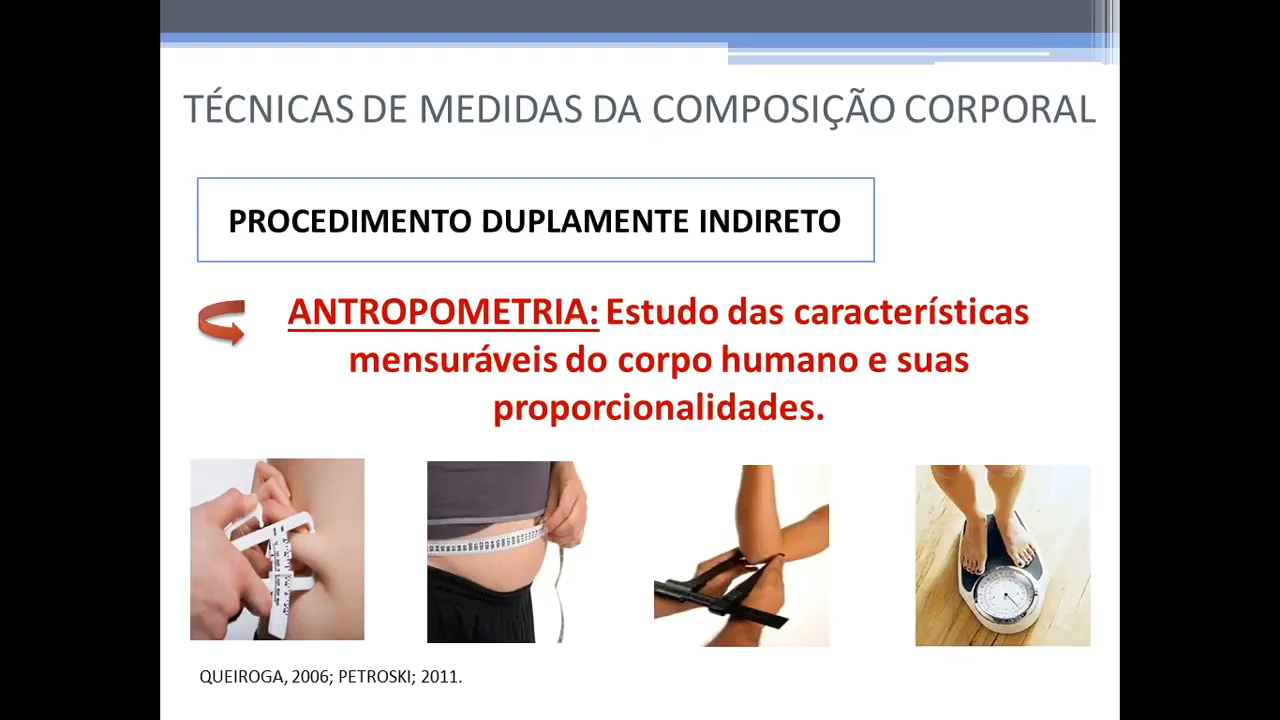 TÉCNICAS DE MEDIDAS DA COMPOSIÇÃO CORPORAL
PROCEDIMENTO DUPLAMENTE INDIRETO
ANTROPOMETRIA: Estudo das características
mensuráveis do corpo humano e suas
proporcionalidades.
QUEIROGA, 2006; PETROSKI; 2011.